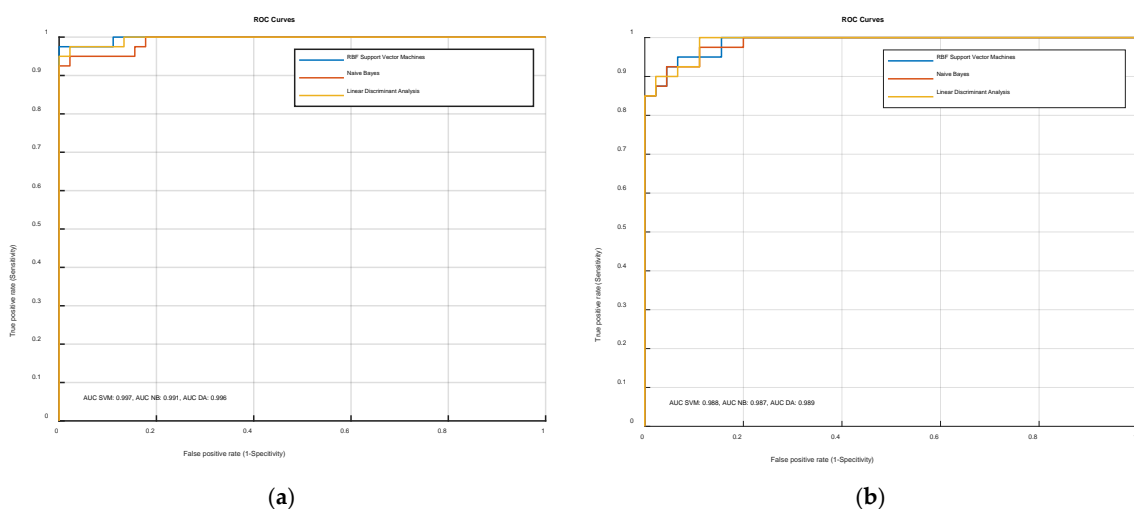 ROC Curves
1
0.9
0.8
0.7
0.6
0.5
0.4
0.3
0.2
0.1
0
True positive rate (Sensitivity)
RBF Support Vector Machines
Naive Bayes
Linear Discriminant Analysis
AUC SVM: 0.997, AUC NB: 0.991, AUC DA: 0.996
0 0.2 0.4 0.6 0.8 1
False positive rate (1-Specitivity)
(a)
ROC Curves
1
0.9
0.8
0.7
0.6
0.5
0.4
0.3
0.2
0.1
0
True positive rate (Sensitivity)
RBF Support Vector Machines
Naive Bayes
Linear Discriminant Analysis
AUC SVM: 0.988, AUC NB: 0.987, AUC DA: 0.989
0 0.2 0.4 0.6 0.8
False positive rate (1-Specitivity)
(b)